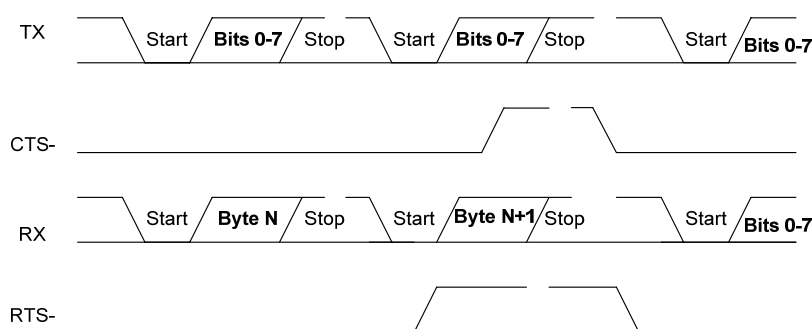 TX Start Bits 0-7 Stop Start Bits 0-7 Stop Start Bits 0-7
CTS-
RX Start Byte N Stop Start Byte N+1 Stop Start Bits 0-7
RTS-